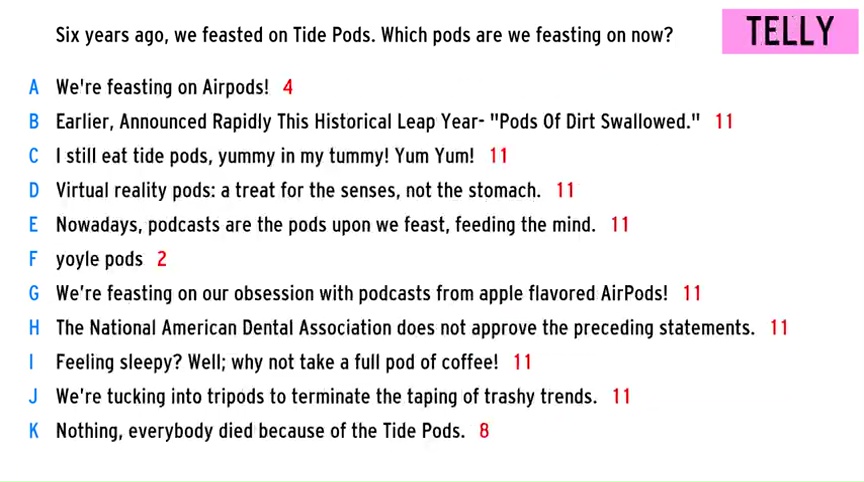 Six years ago, we feasted on Tide Pods. Which pods are we feasting on now?
TELLY
A We're feasting on Airpods! 4
B Earlier, Announced Rapidly This Historical Leap Year- "Pods Of Dirt Swallowed." 11
C I still eat tide pods, yummy in my tummy! Yum Yum! 11
D Virtual reality pods: a treat for the senses, not the stomach. 11
E Nowadays, podcasts are the pods upon we feast, feeding the mind. 11
F yoyle pods 2
G We're feasting on our obsession with podcasts from apple flavored AirPods! 11
H The National American Dental Association does not approve the preceding statements. 11
I Feeling sleepy? Well; why not take a full pod of coffee! 11
J We're tucking into tripods to terminate the taping of trashy trends. 11
K Nothing, everybody died because of the Tide Pods. 8